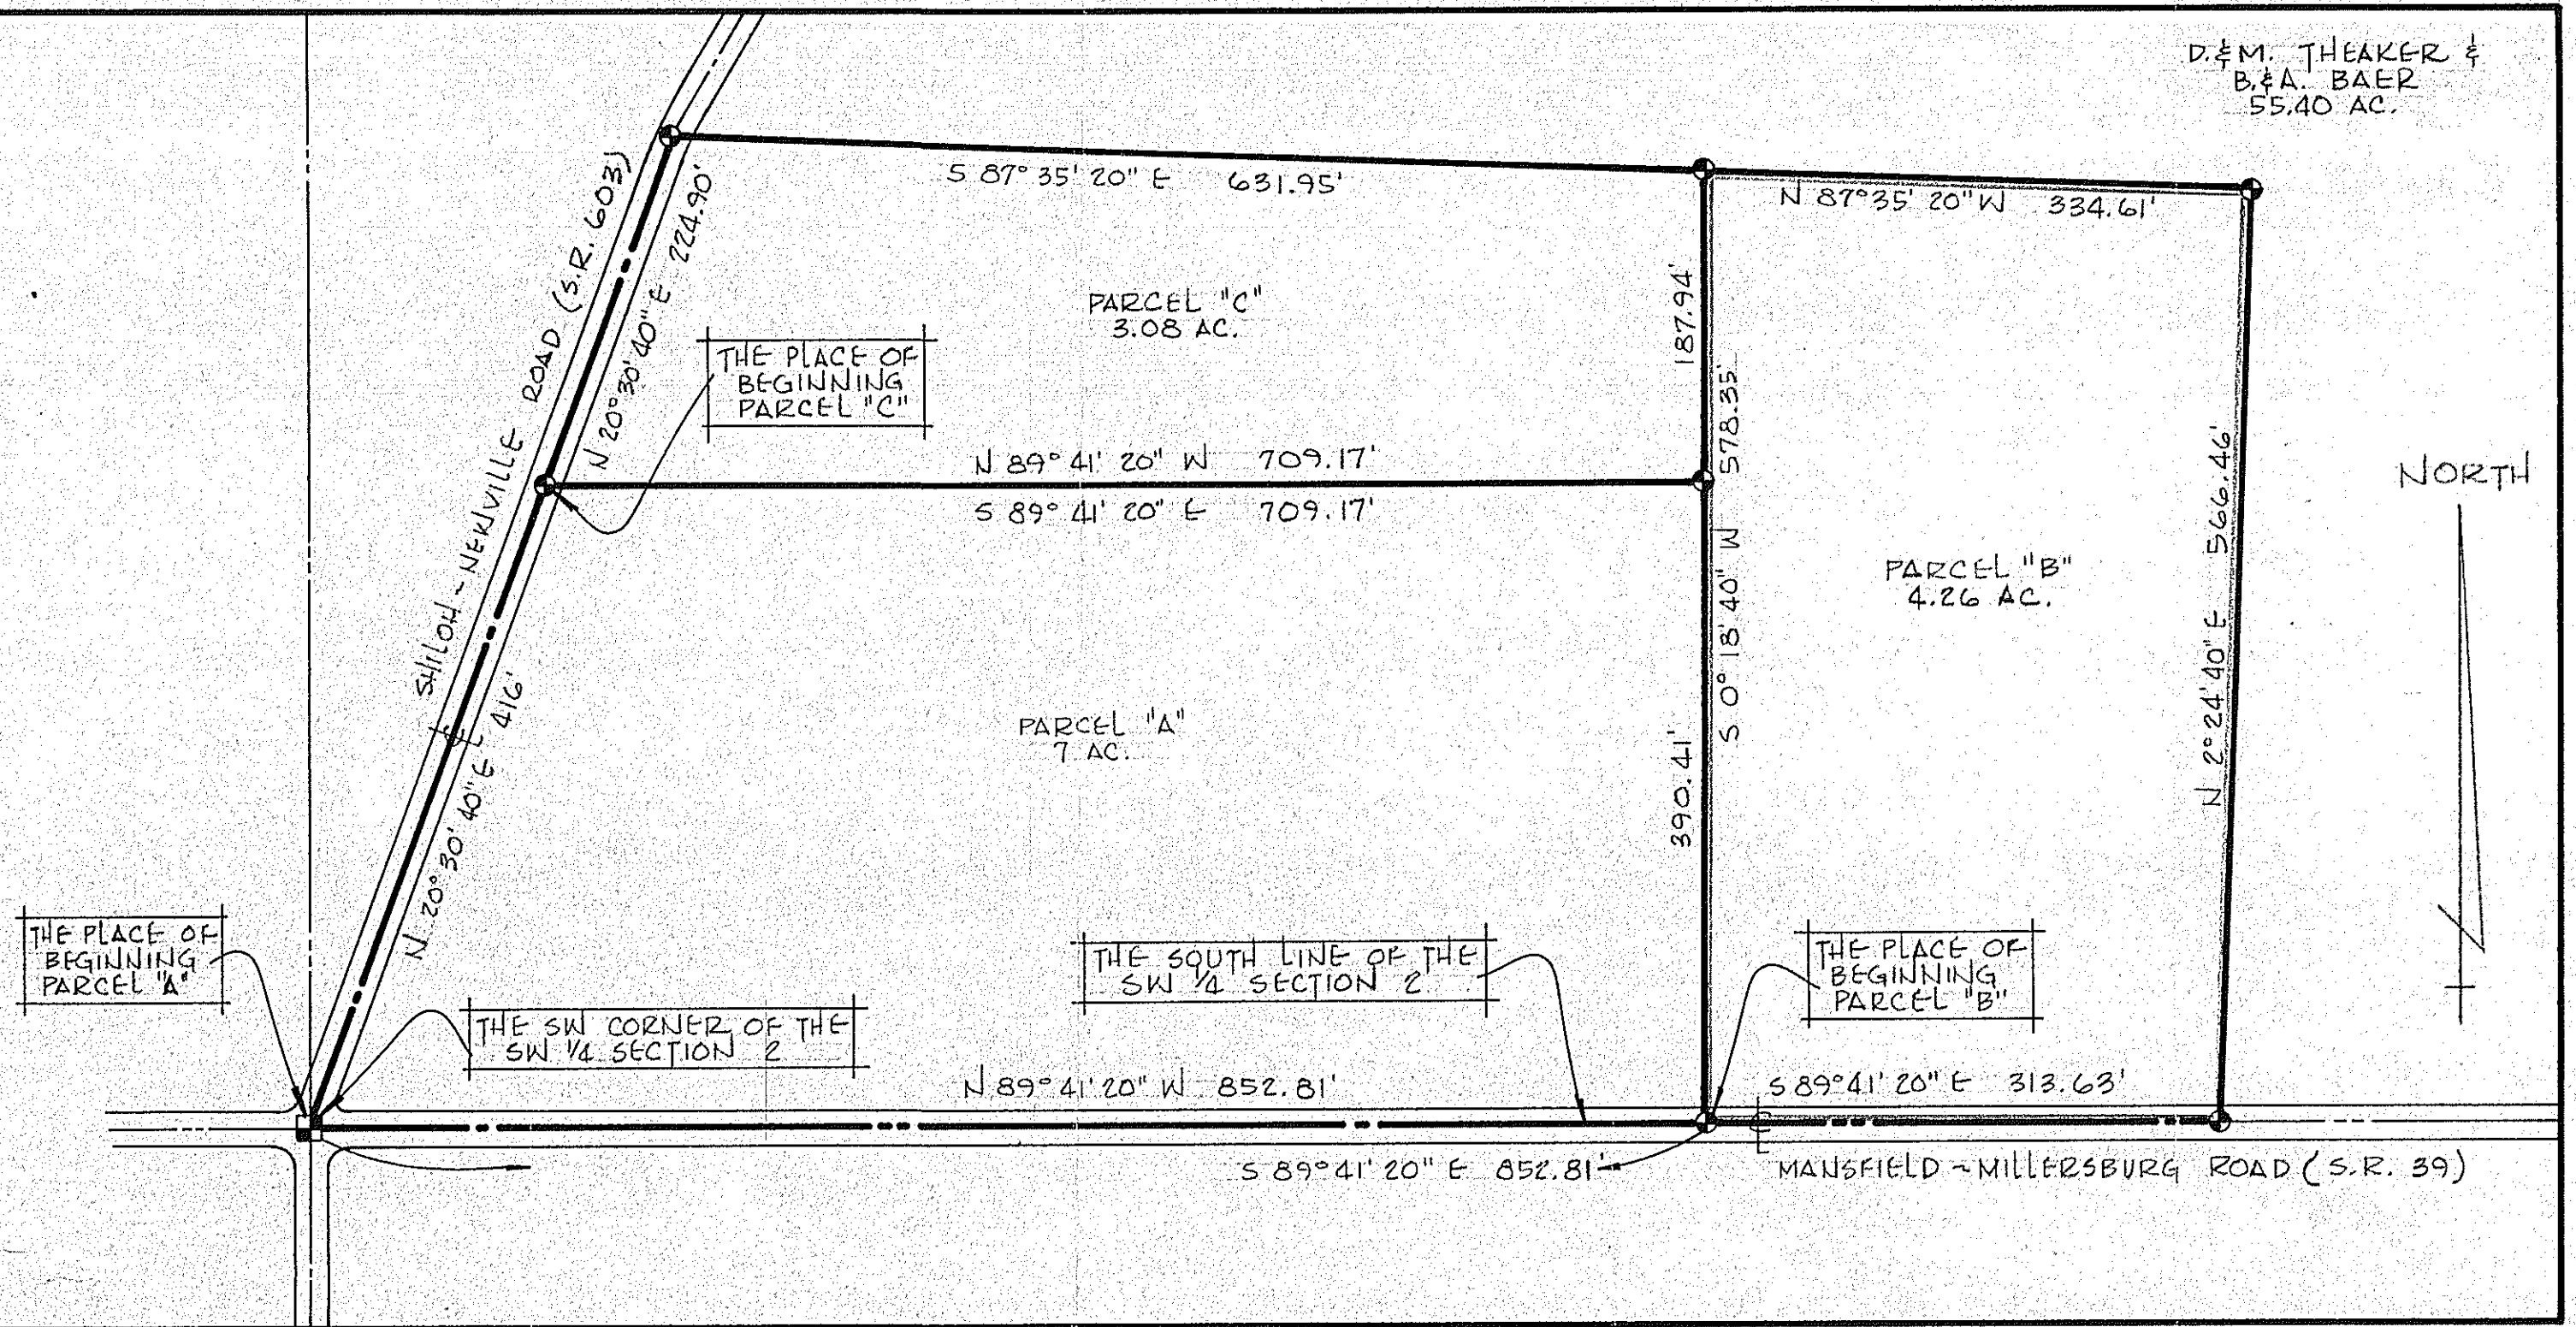 D. & M. THEAKER &
B. & A. BAER
55.40 AC.
S 87° 35' 20" E 631.95'
N 87° 35' 20" W 334.61'
SHILOH ~ NEKIVILLE ROAD (S.R. 603)
N 20° 30' 40" E 224.90'
PARCEL "C"
3.08 AC.
187.94'
THE PLACE OF
BEGINNING
PARCEL "C"
N 89° 41' 20" W 709.17'
S 89° 41' 20" E 709.17'
S 0° 18' 40" W 578.35'
N 2° 24' 40" E 566.46'
NORTH
PARCEL "B"
4.26 AC.
N 20° 30' 40" E 416'
PARCEL "A"
7 AC.
390.41'
THE PLACE OF
BEGINNING
PARCEL "A"
THE SW CORNER OF THE
SW 1/4 SECTION 2
THE SOUTH LINE OF THE
SW 1/4 SECTION 2
THE PLACE OF
BEGINNING
PARCEL "B"
N 89° 41' 20" W 852.81'
S 89° 41' 20" E 313.63'
S 89° 41' 20" E 852.81'
MANSFIELD ~ MILLERSBURG ROAD (S.R. 39)